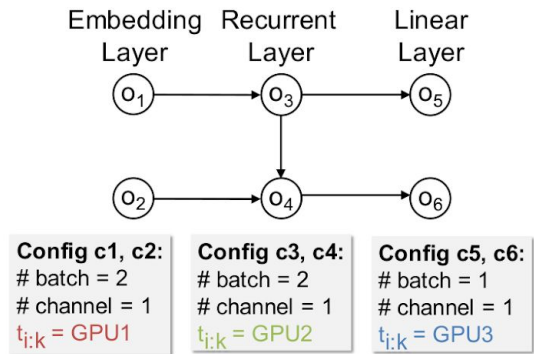 Embedding Layer
Recurrent Layer
Linear Layer
o1
o3
o5
o2
o4
o6
Config c1, c2:
# batch = 2
# channel = 1
ti:k = GPU1
Config c3, c4:
# batch = 2
# channel = 1
ti:k = GPU2
Config c5, c6:
# batch = 1
# channel = 1
ti:k = GPU3